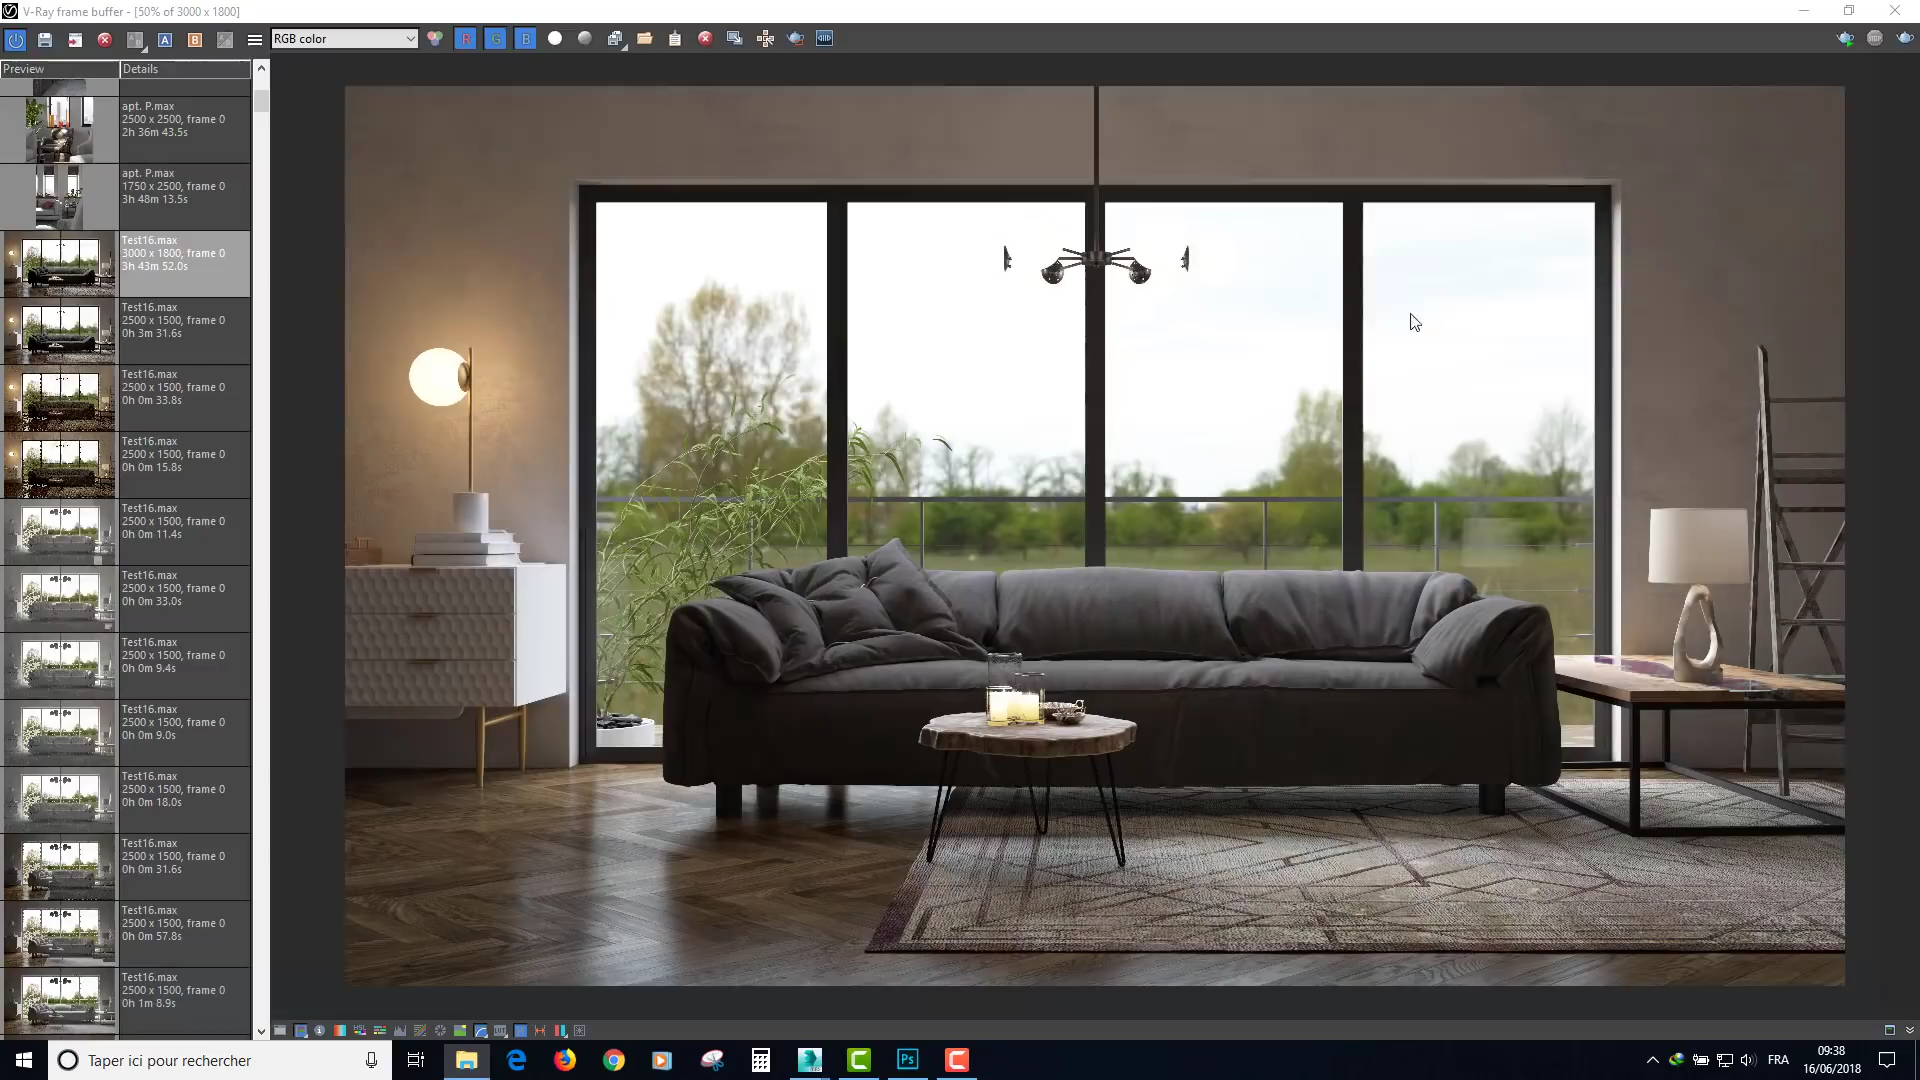 V-Ray frame buffer - [50% of 3000 x 1800]
A
B
RGB color
R
G
B
STOP
Preview
Details
apt. P.max
2500 x 2500, frame 0
2h 36m 43.5s
apt. P.max
1750 x 2500, frame 0
3h 48m 13.5s
Test16.max
3000 x 1800, frame 0
3h 43m 52.0s
Test16.max
2500 x 1500, frame 0
0h 3m 31.6s
Test16.max
2500 x 1500, frame 0
0h 0m 33.8s
Test16.max
2500 x 1500, frame 0
0h 0m 15.8s
Test16.max
2500 x 1500, frame 0
0h 0m 11.4s
Test16.max
2500 x 1500, frame 0
0h 0m 33.0s
Test16.max
2500 x 1500, frame 0
0h 0m 9.4s
Test16.max
2500 x 1500, frame 0
0h 0m 9.0s
Test16.max
2500 x 1500, frame 0
0h 0m 18.0s
Test16.max
2500 x 1500, frame 0
0h 0m 31.6s
Test16.max
2500 x 1500, frame 0
0h 0m 57.8s
Test16.max
2500 x 1500, frame 0
0h 1m 8.9s
Taper ici pour rechercher
Ps
FRA
09:38
16/06/2018